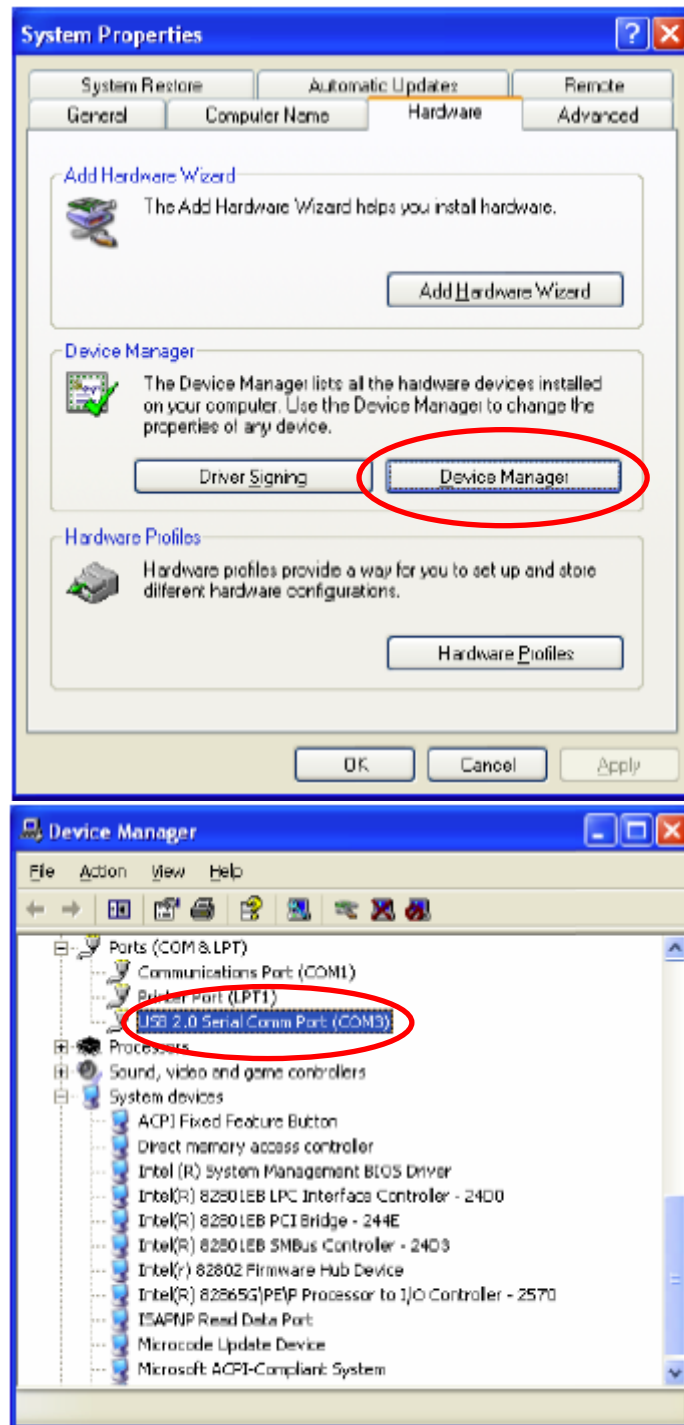 System Properties
System Restore
Automatic Updates
Remote
General
Computer Name
Hardware
Advanced
Add Hardware Wizard
The Add Hardware Wizard helps you install hardware.
Add Hardware Wizard
Device Manager
The Device Manager lists all the hardware devices installed
on your computer. Use the Device Manager to change the
properties of any device.
Driver Signing
Device Manager
Hardware Profiles
Hardware profiles provide a way for you to set up and store
different hardware configurations.
Hardware Profiles
OK
Cancel
Apply
Device Manager
File Action View Help
Ports (COM & LPT)
Communications Port (COM1)
Printer Port (LPT1)
USB 2.0 Serial Comm Port (COM3)
Processors
Sound, video and game controllers
System devices
ACPI Fixed Feature Button
Direct memory access controller
Intel (R) System Management BIOS Driver
Intel(R) 82801EB LPC Interface Controller - 24D0
Intel(R) 82801EB PCI Bridge - 244E
Intel(R) 82801EB SMBus Controller - 24D3
Intel(r) 82802 Firmware Hub Device
Intel(R) 82865G\PE\P Processor to I/O Controller - 2570
ISAPNP Read Data Port
Microcode Update Device
Microsoft ACPI-Compliant System